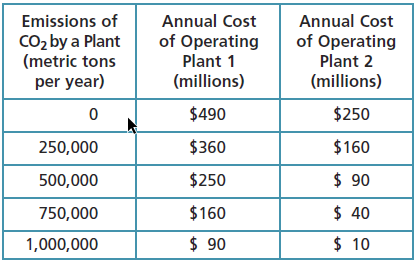 Emissions of CO₂ by a Plant (metric tons per year) Annual Cost of Operating Plant 1 (millions) Annual Cost of Operating Plant 2 (millions)
0 $490 $250
250,000 $360 $160
500,000 $250 $ 90
750,000 $160 $ 40
1,000,000 $ 90 $ 10